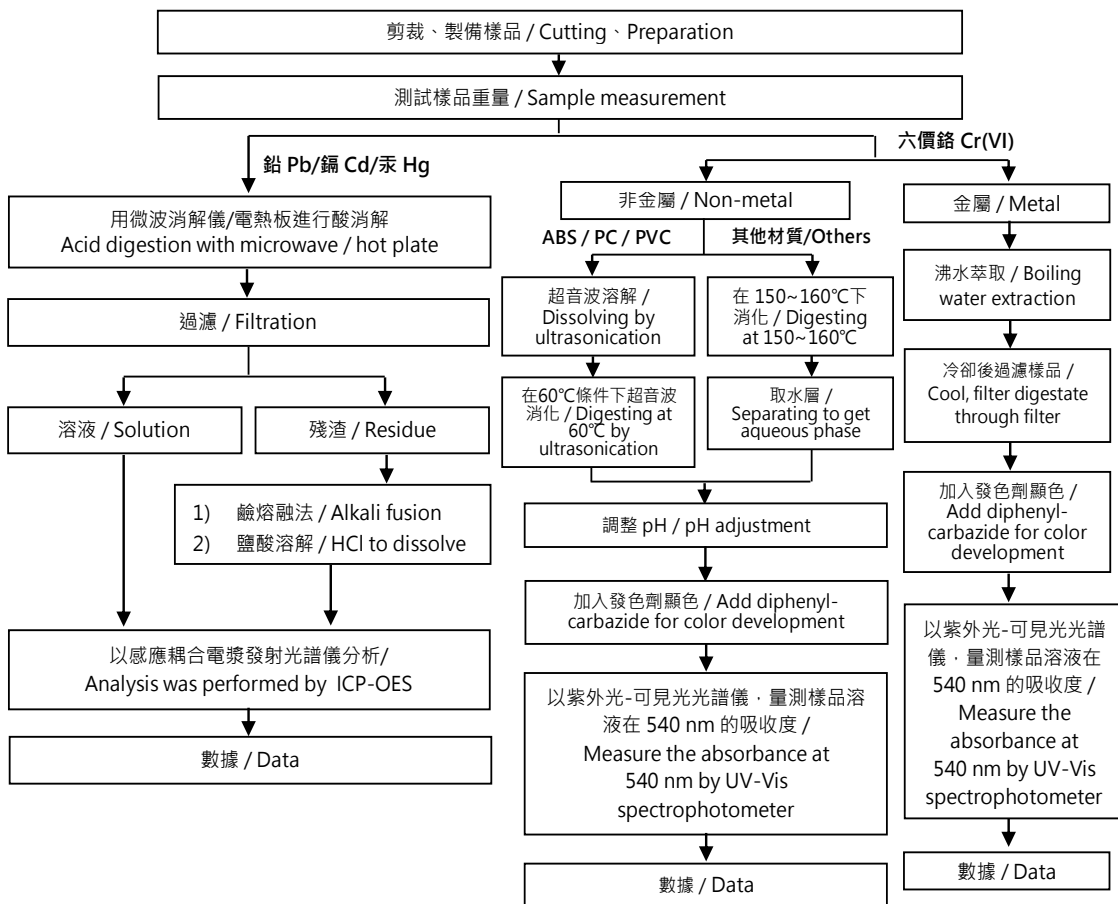 剪裁、製備樣品 / Cutting、Preparation
測試樣品重量 / Sample measurement
鉛 Pb/鎘 Cd/汞 Hg
用微波消解儀/電熱板進行酸消解
Acid digestion with microwave / hot plate
過濾 / Filtration
溶液 / Solution
殘渣 / Residue
1) 鹼熔融法 / Alkali fusion
2) 鹽酸溶解 / HCl to dissolve
以感應耦合電漿發射光譜儀分析/
Analysis was performed by ICP-OES
數據 / Data
六價鉻 Cr(VI)
非金屬 / Non-metal
ABS / PC / PVC
超音波溶解 /
Dissolving by
ultrasonication
在60℃條件下超音波
消化 / Digesting at
60℃ by
ultrasonication
其他材質/Others
在 150~160℃下
消化 / Digesting
at 150~160℃
取水層 /
Separating to get
aqueous phase
調整 pH / pH adjustment
加入發色劑顯色 / Add diphenyl-
carbazide for color development
以紫外光-可見光光譜儀，量測樣品溶
液在 540 nm 的吸收度 /
Measure the absorbance at
540 nm by UV-Vis
spectrophotometer
數據 / Data
金屬 / Metal
沸水萃取 / Boiling
water extraction
冷卻後過濾樣品 /
Cool, filter digestate
through filter
加入發色劑顯色 /
Add diphenyl-
carbazide for color
development
以紫外光-可見光光譜
儀，量測樣品溶液在
540 nm 的吸收度 /
Measure the
absorbance at
540 nm by UV-Vis
spectrophotometer
數據 / Data